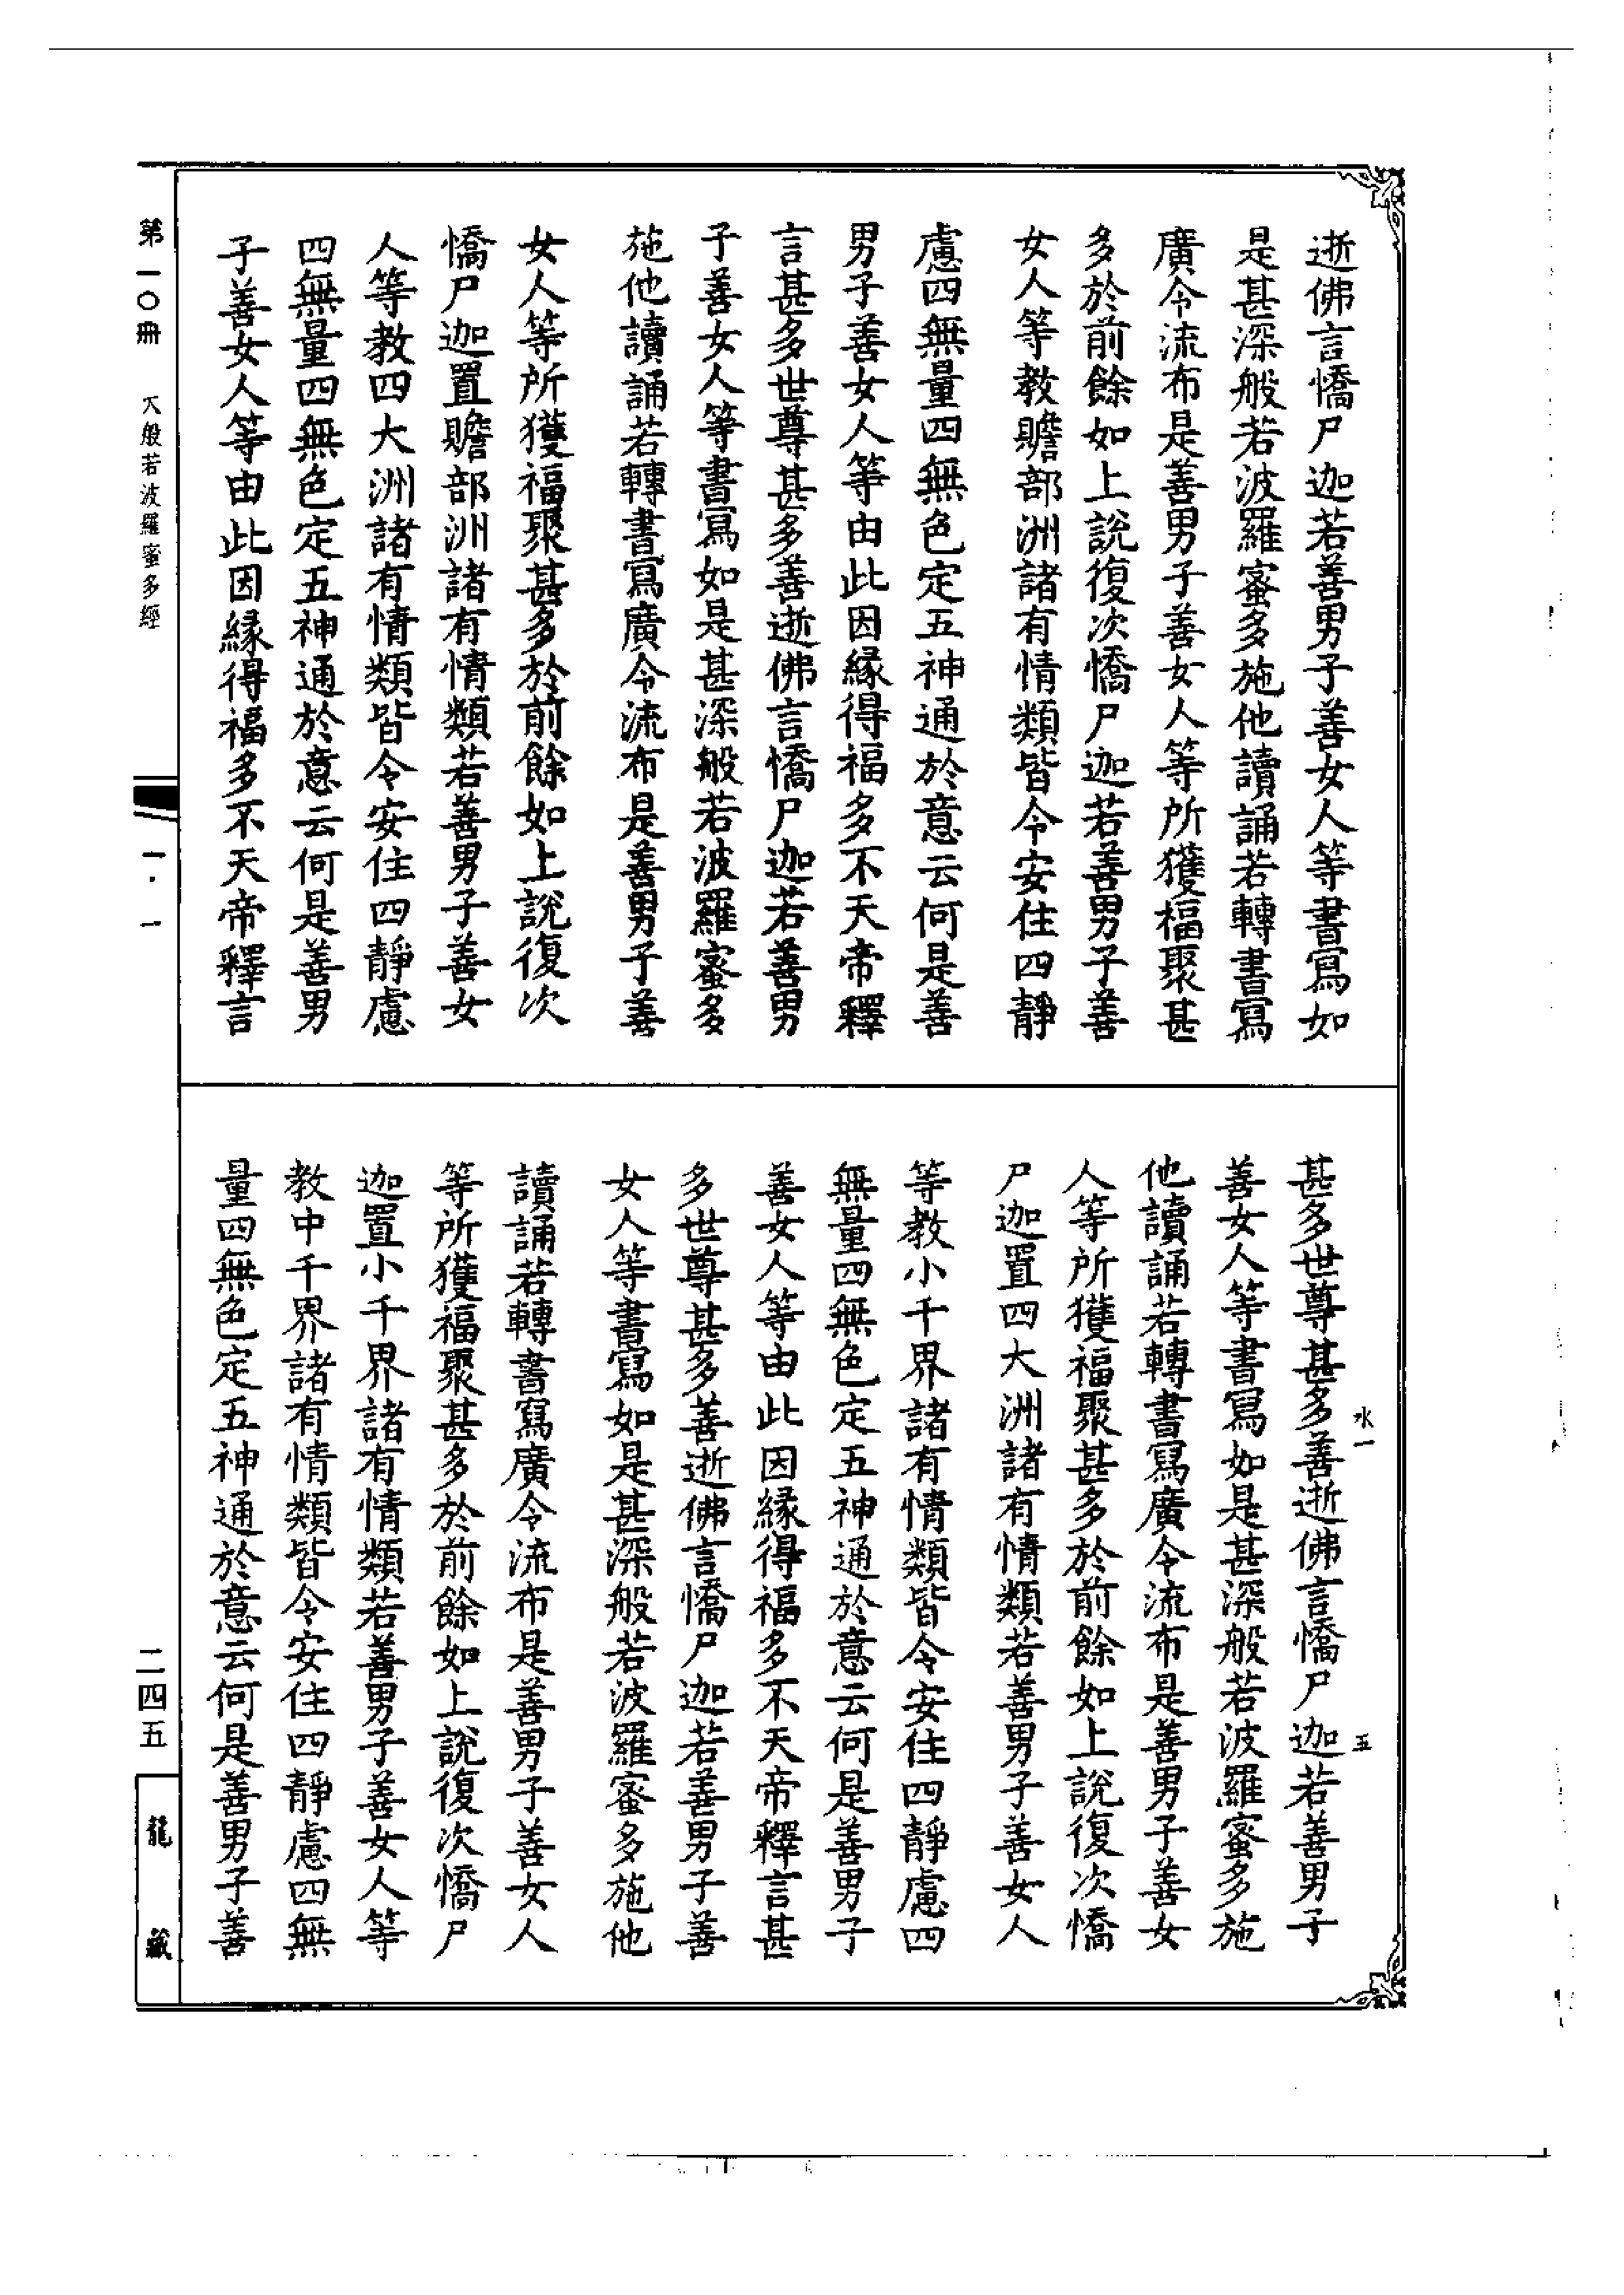 逝佛言憍尸迦若善男子善女人等書寫如
是甚深般若波羅蜜多施他讀誦若轉書寫
廣令流布是善男子善女人等所獲福聚甚
多於前餘如上說復次憍尸迦若善男子善
女人等教贍部洲諸有情類皆令安住四靜
慮四無量四無色定五神通於意云何是善
男子善女人等由此因緣得福多不天帝釋
言甚多世尊甚多善逝佛言憍尸迦若善男
子善女人等書寫如是甚深般若波羅蜜多
施他讀誦若轉書寫廣令流布是善男子善
女人等所獲福聚甚多於前餘如上說復次
憍尸迦置贍部洲諸有情類若善男子善女
人等教四大洲諸有情類皆令安住四靜慮
四無量四無色定五神通於意云何是善男
子善女人等由此因緣得福多不天帝釋言
甚多世尊甚多善逝佛言憍尸迦若善男子
善女人等書寫如是甚深般若波羅蜜多施
他讀誦若轉書寫廣令流布是善男子善女
人等所獲福聚甚多於前餘如上說復次憍
尸迦置四大洲諸有情類若善男子善女人
等教小千界諸有情類皆令安住四靜慮四
無量四無色定五神通於意云何是善男子
善女人等由此因緣得福多不天帝釋言甚
多世尊甚多善逝佛言憍尸迦若善男子善
女人等書寫如是甚深般若波羅蜜多施他
讀誦若轉書寫廣令流布是善男子善女人
等所獲福聚甚多於前餘如上說復次憍尸
迦置小千界諸有情類若善男子善女人等
教中千界諸有情類皆令安住四靜慮四無
量四無色定五神通於意云何是善男子善
水一 五
第一〇冊 大般若波羅蜜多經
一·一
二四五
龍藏